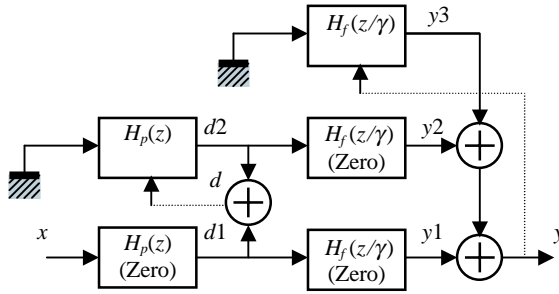 H_f(z/γ) y3
H_p(z) d2 H_f(z/γ) (Zero) y2
d
x H_p(z) (Zero) d1 H_f(z/γ) (Zero) y1 y